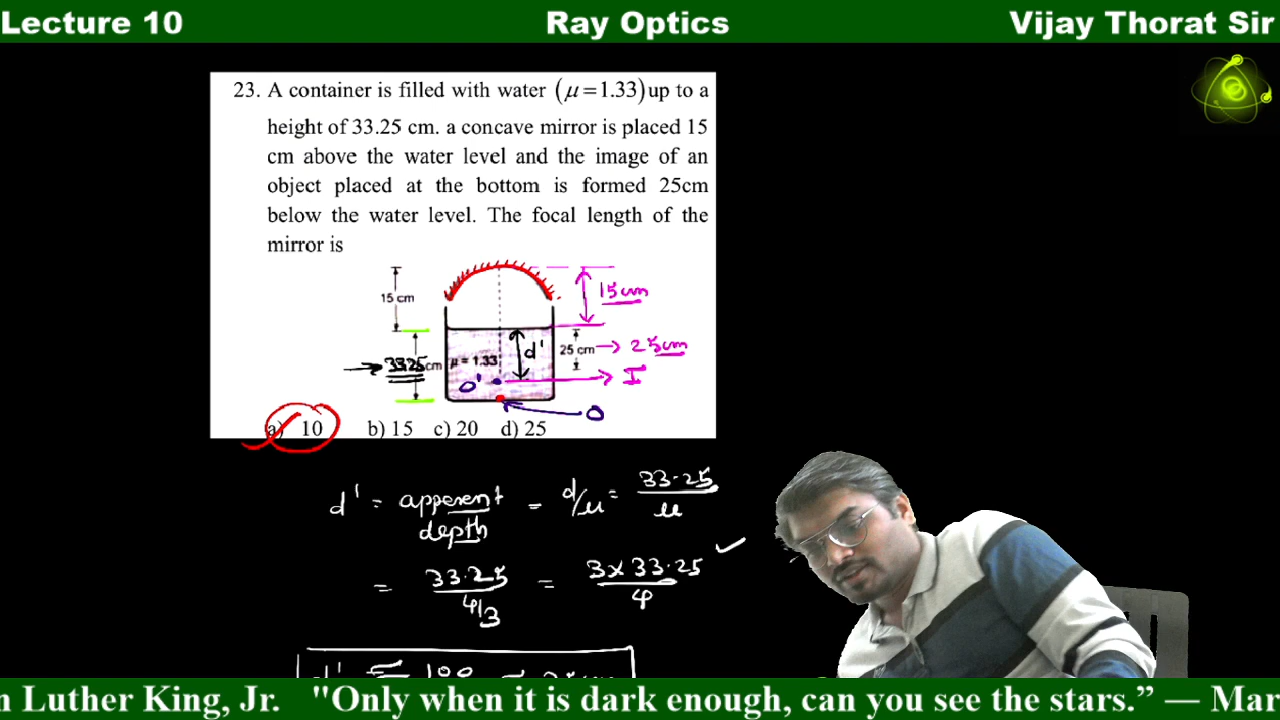 Lecture 10 Ray Optics Vijay Thorat Sir
23. A container is filled with water (μ=1.33) up to a
height of 33.25 cm. a concave mirror is placed 15
cm above the water level and the image of an
object placed at the bottom is formed 25cm
below the water level. The focal length of the
mirror is
15 cm
15cm
33.25 cm
μ = 1.33
d'
25 cm → 25cm
O'
I
O
a) 10 b) 15 c) 20 d) 25
d' = apperent depth = d/μ = 33.25/μ
= 33.25/4/3 = 3×33.25/4
d' = 100
n Luther King, Jr. "Only when it is dark enough, can you see the stars.” — Mar